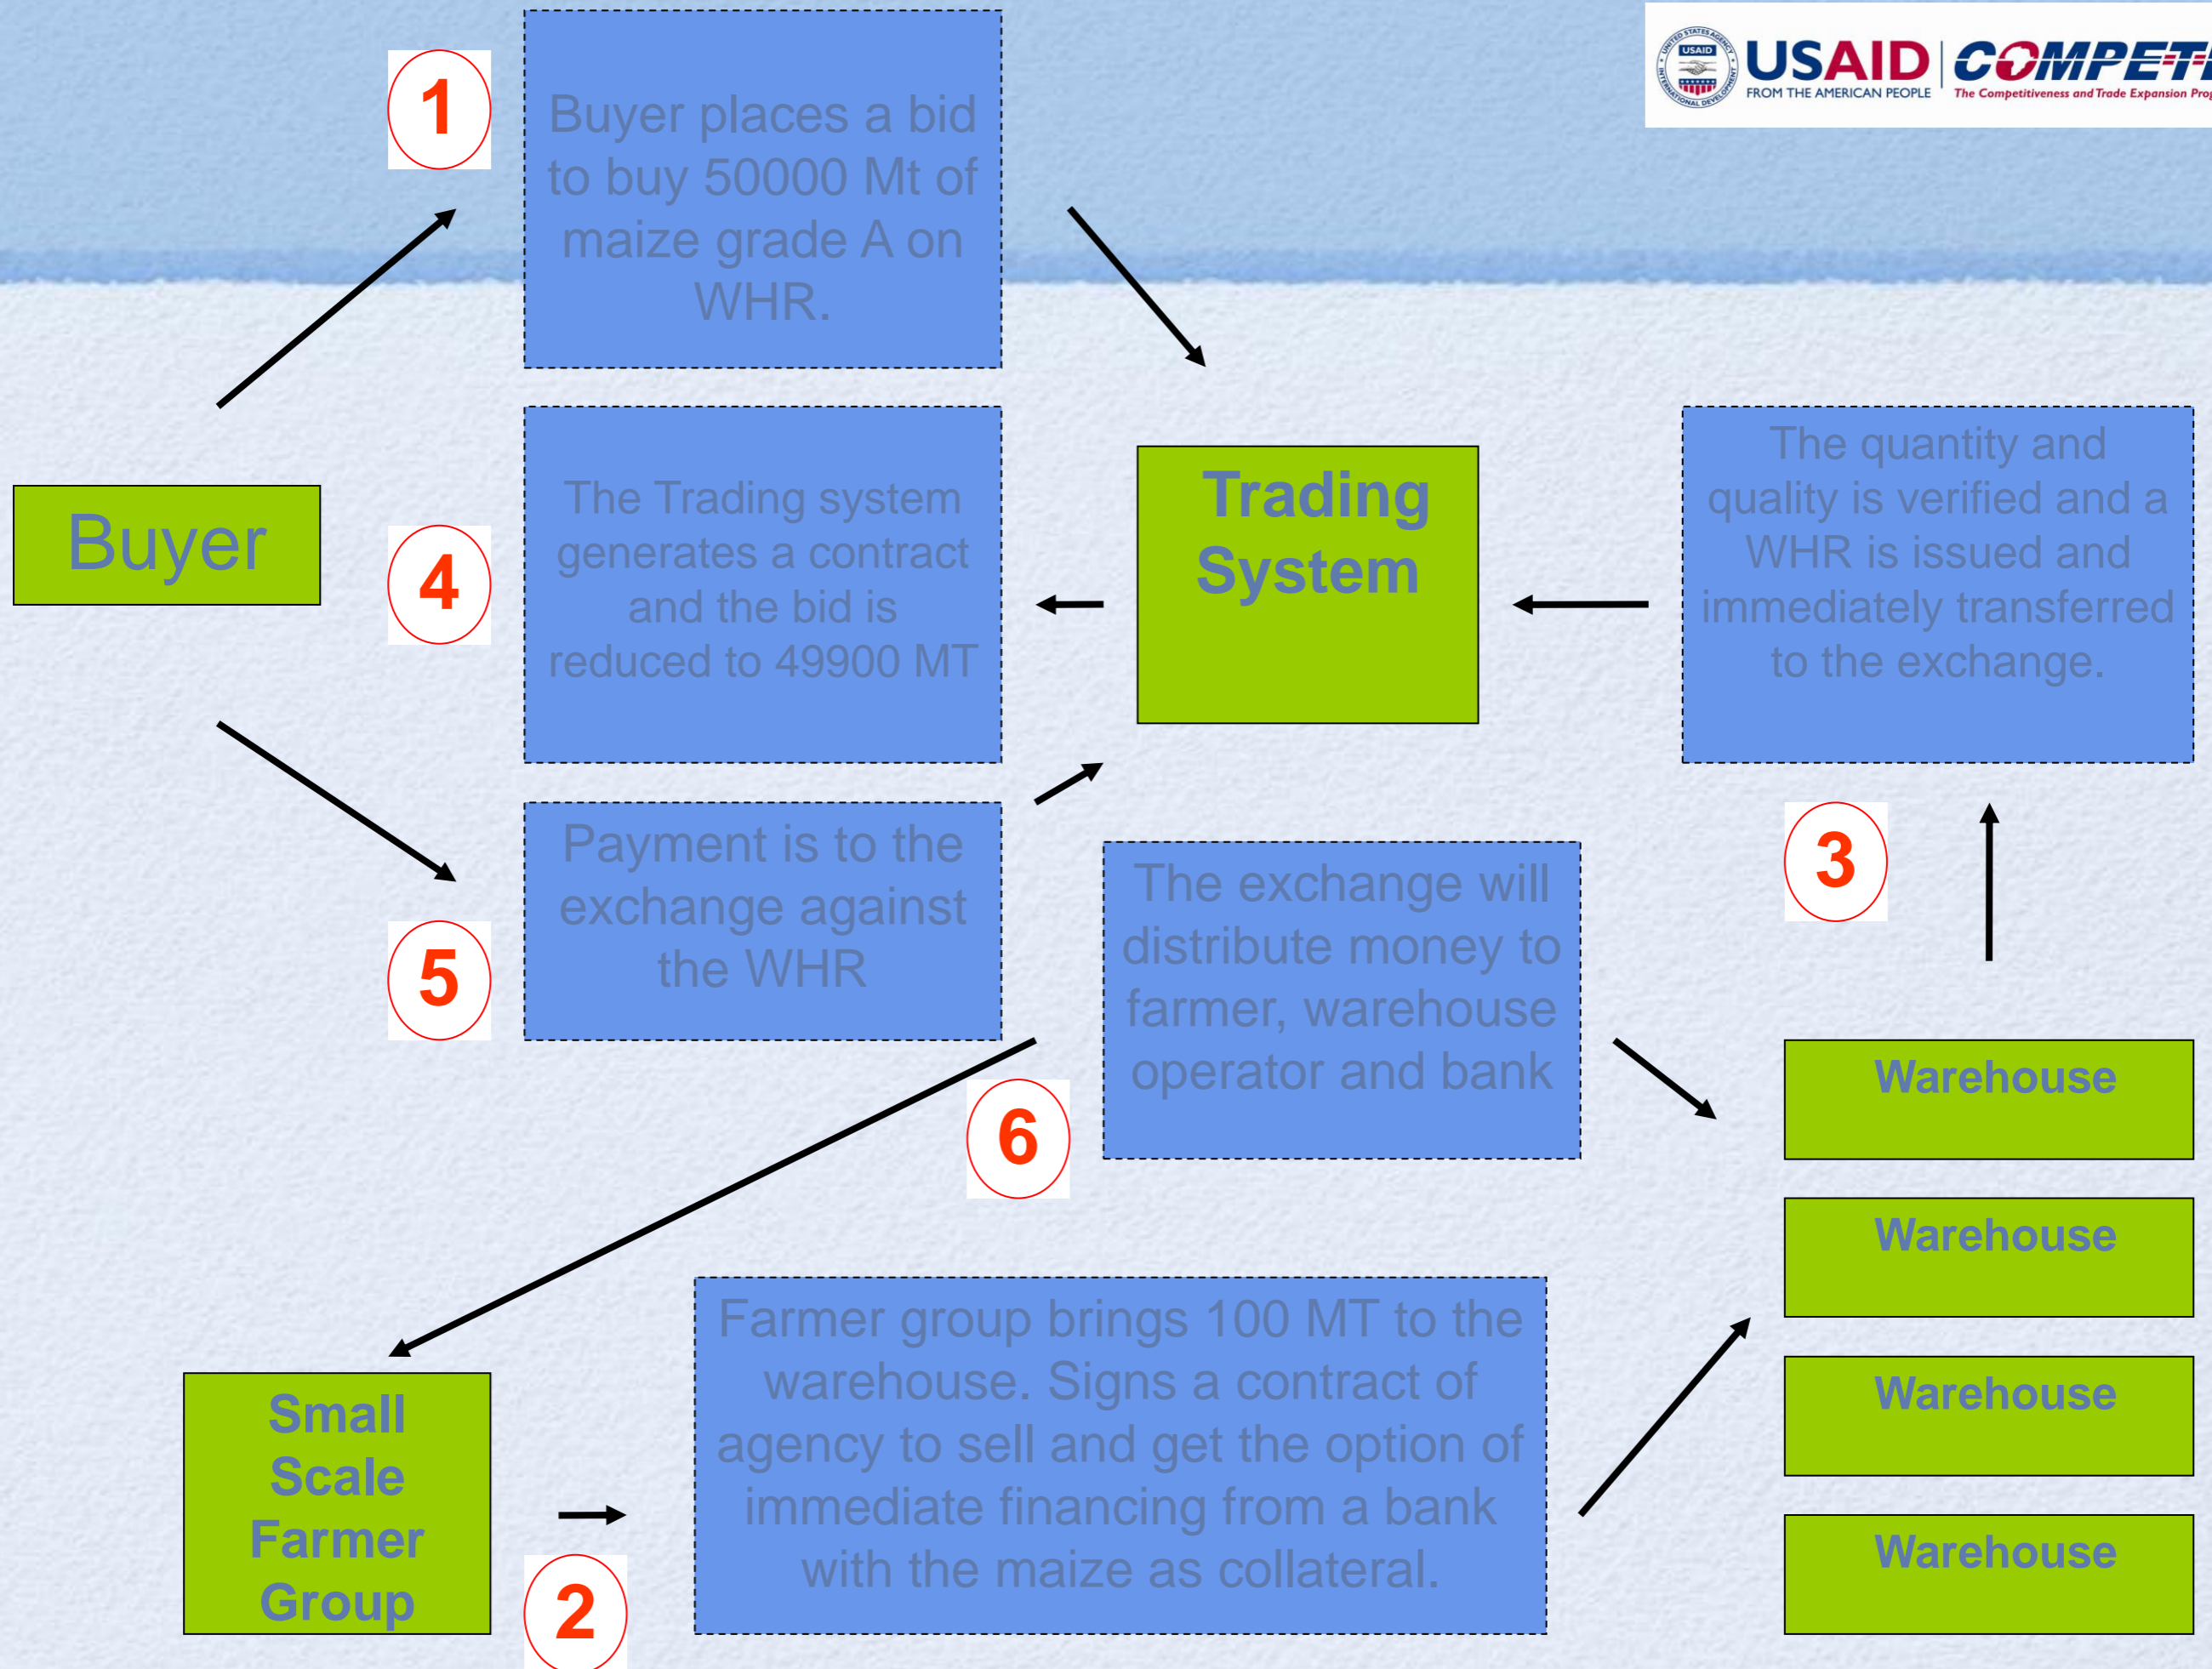 USAID
FROM THE AMERICAN PEOPLE
The Competitiveness and Trade Expansion
1
Buyer places a bid
to buy 50000 Mt of
maize grade A on
WHR.
Buyer
4
The Trading system
generates a contract
and the bid is
reduced to 49900 MT
Trading
System
The quantity and
quality is verified and a
WHR is issued and
immediately transferred
to the exchange.
5
Payment is to the
exchange against
the WHR
The exchange will
distribute money to
farmer, warehouse
operator and bank
3
6
Warehouse
Warehouse
Warehouse
Warehouse
Small
Scale
Farmer
Group
2
Farmer group brings 100 MT to the
warehouse. Signs a contract of
agency to sell and get the option of
immediate financing from a bank
with the maize as collateral.